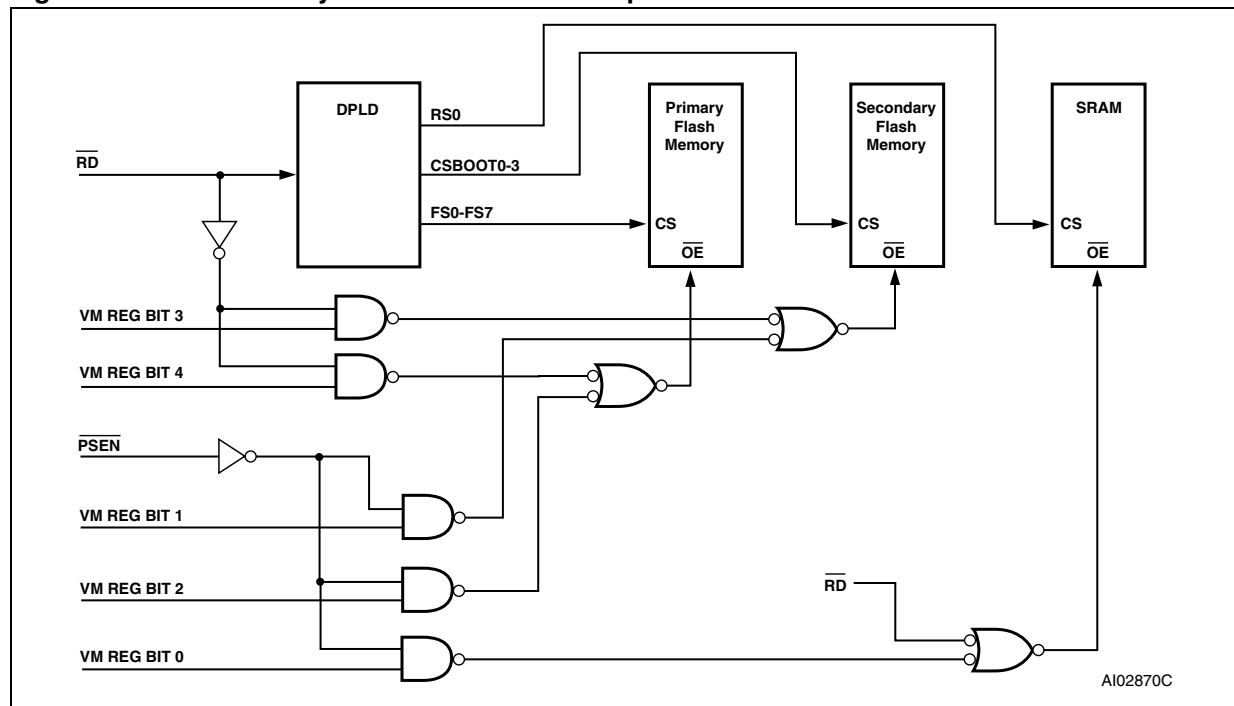 DPLD
RS0
CSBOOT0-3
FS0-FS7
Primary
Flash
Memory
CS
OE
Secondary
Flash
Memory
CS
OE
SRAM
CS
OE
RD
VM REG BIT 3
VM REG BIT 4
PSEN
VM REG BIT 1
VM REG BIT 2
VM REG BIT 0
RD
AI02870C